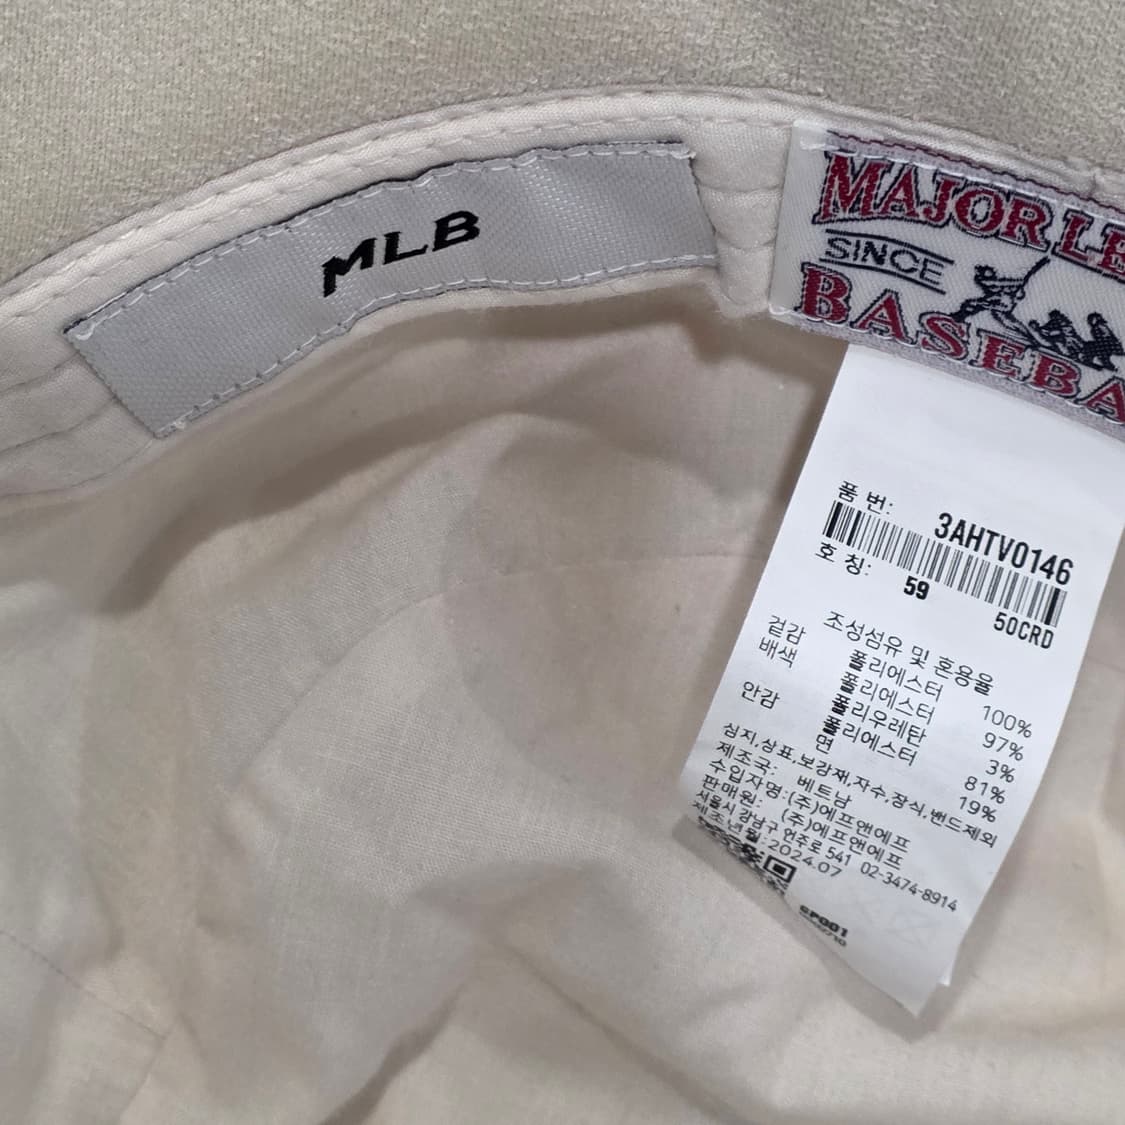 MLB
MAJOR LE
SINCE
BASEBA
품 번: 3AHTV0146
호 칭: 59 50CRD
조성섬유 및 혼용율
겉감 폴리에스터 100%
배색 폴리에스터 97%
폴리우레탄 3%
안감 폴리에스터 81%
면 19%
심지,상표,보강재,자수,장식,밴드제외
제조국: 베트남
수입자명:(주)에프앤에프
판매원: (주)에프앤에프
서울시 강남구 언주로 541 02-3474-8914
제조년월:2024.07
CP001